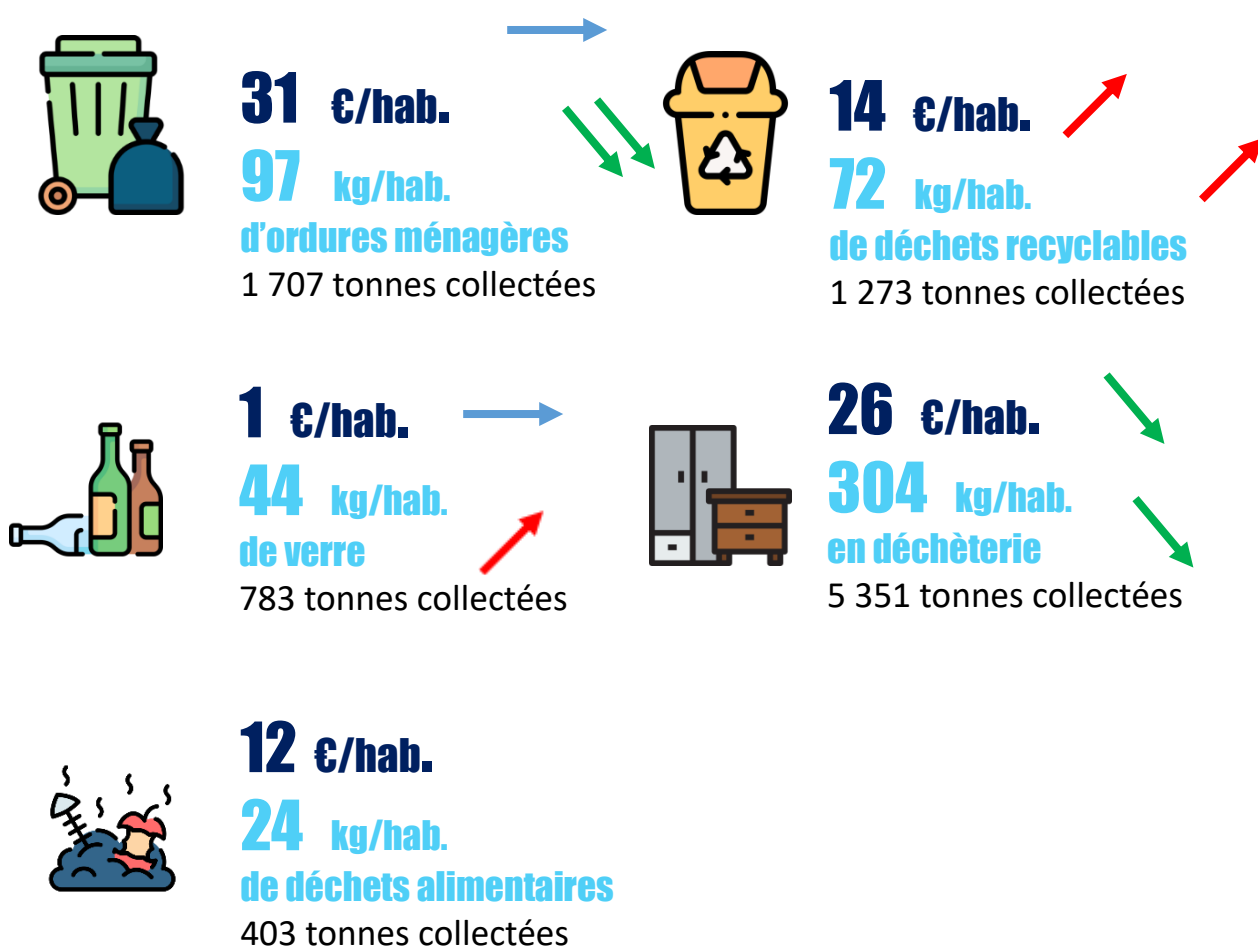 31 €/hab.
97 kg/hab.
d’ordures ménagères
1 707 tonnes collectées
14 €/hab.
72 kg/hab.
de déchets recyclables
1 273 tonnes collectées
1 €/hab.
44 kg/hab.
de verre
783 tonnes collectées
26 €/hab.
304 kg/hab.
en déchèterie
5 351 tonnes collectées
12 €/hab.
24 kg/hab.
de déchets alimentaires
403 tonnes collectées